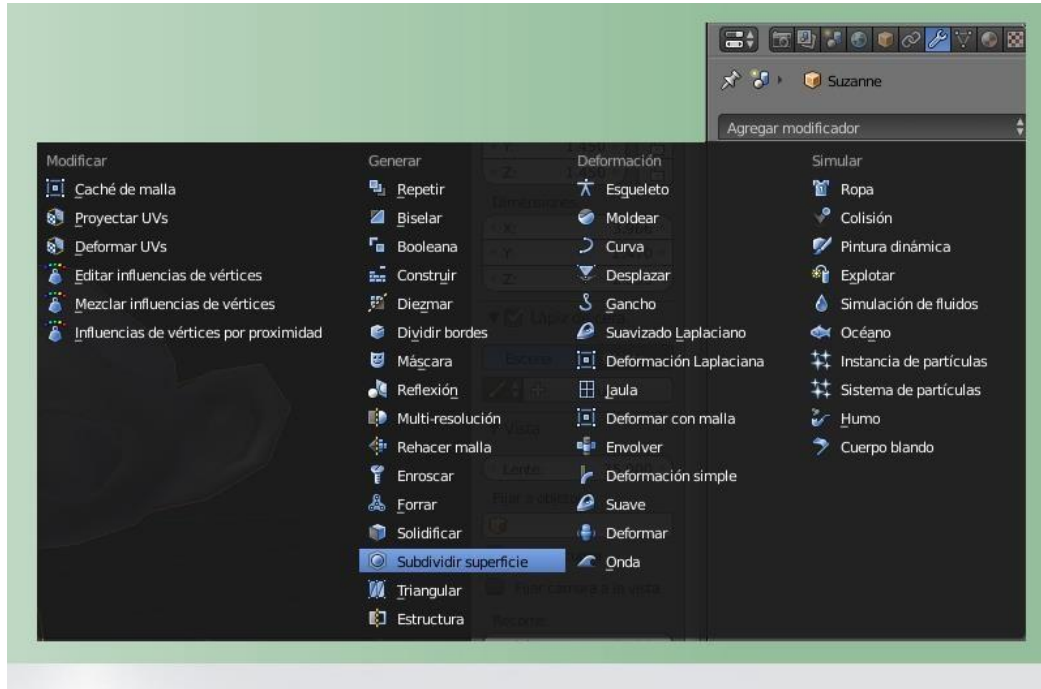 Suzanne
Agregar modificador
Modificar
Caché de malla
Proyectar UVs
Deformar UVs
Editar influencias de vértices
Mezclar influencias de vértices
Influencias de vértices por proximidad
Generar
Repetir
Biselar
Booleana
Construir
Diezmar
Dividir bordes
Máscara
Reflexión
Multi-resolución
Rehacer malla
Enroscar
Forrar
Solidificar
Subdividir superficie
Triangular
Estructura
Deformación
Esqueleto
Moldear
Curva
Desplazar
Gancho
Suavizado Laplaciano
Deformación Laplaciana
Jaula
Deformar con malla
Envolver
Deformación simple
Suave
Deformar
Onda
Simular
Ropa
Colisión
Pintura dinámica
Explotar
Simulación de fluidos
Océano
Instancia de partículas
Sistema de partículas
Humo
Cuerpo blando